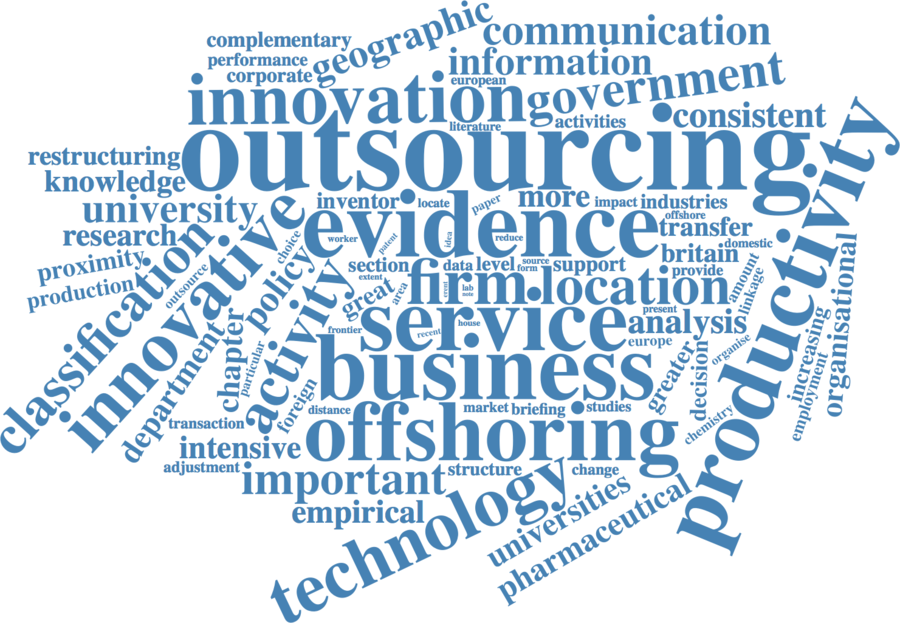 complementary
geographic
communication
performance
corporate
information
european
innovation
government
literature
activities
consistent
outsourcing
productivity
restructuring
knowledge
university
research
proximity
production
classification
innovative
outsource
choice
inventor
locate
paper
more
impact
industries
offshore
evidence
transfer
worker
patent
idea
reduce
britain
domestic
policy
section
extent
data
level
source
form
support
provide
amount
linkage
organisational
great
area
firm
event
lab
note
location
present
activity
service
frontier
recent
house
analysis
europe
organise
increasing
employment
department
chapter
particular
foreign
business
greater
decision
chemistry
distance
market
briefing
studies
transaction
offshoring
intensive
adjustment
important
structure
change
technology
empirical
universities
pharmaceutical